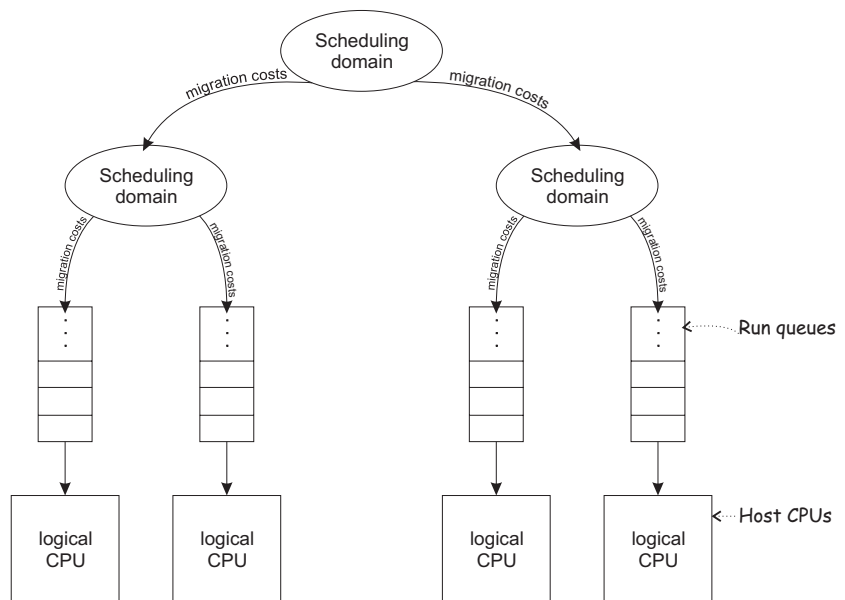 Scheduling
domain
migration costs
migration costs
Scheduling
domain
Scheduling
domain
migration costs
migration costs
migration costs
migration costs
Run queues
logical
CPU
logical
CPU
logical
CPU
logical
CPU
Host CPUs